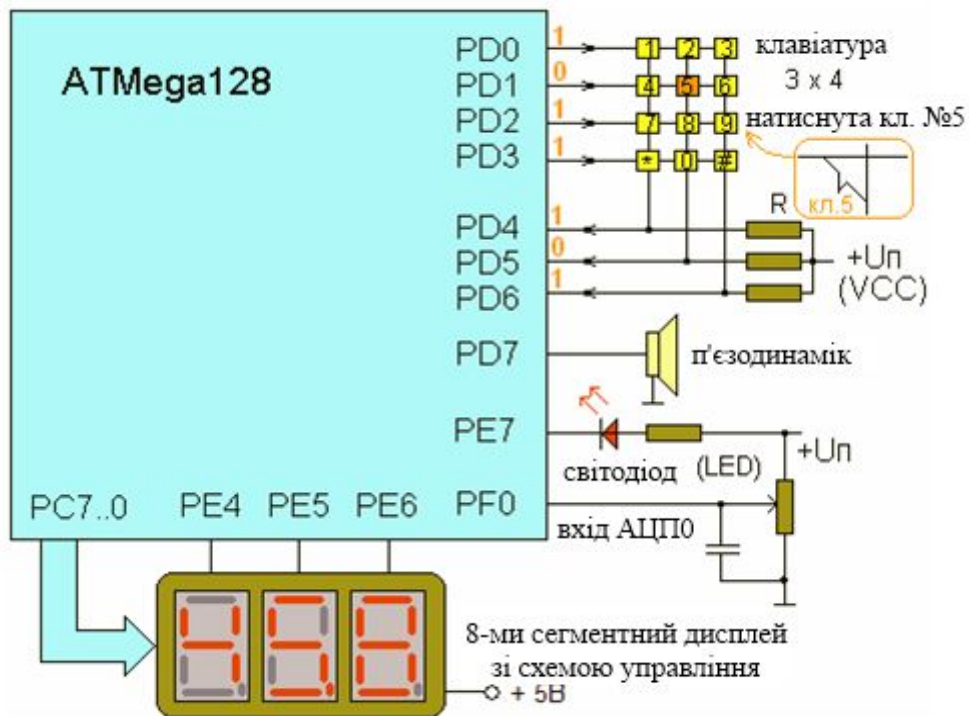 ATMega128
PD0
1
PD1
0
PD2
1
PD3
1
PD4
1
PD5
0
PD6
1
PD7
PE7
PF0
PC7..0
PE4
PE5
PE6
1
2
3
4
5
6
7
8
9
*
0
#
клавіатура
3 x 4
натиснута кл. №5
кл.5
R
+Uп
(VCC)
п'єзодинамік
світодіод
(LED)
+Uп
вхід АЦП0
8-ми сегментний дисплей
зі схемою управління
+ 5В